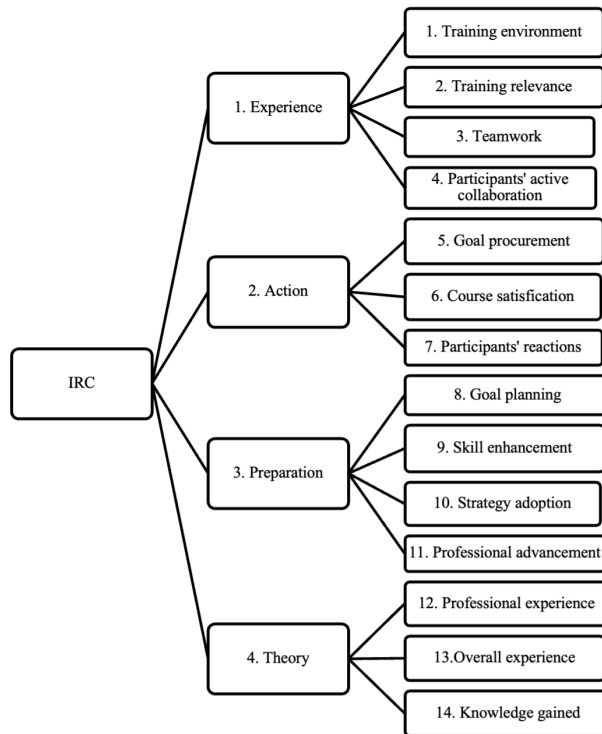 1. Training environment
2. Training relevance
1. Experience
3. Teamwork
4. Participants' active
collaboration
5. Goal procurement
2. Action
6. Course satisfication
7. Participants' reactions
IRC
8. Goal planning
9. Skill enhancement
3. Preparation
10. Strategy adoption
11. Professional advancement
12. Professional experience
4. Theory
13.Overall experience
14. Knowledge gained